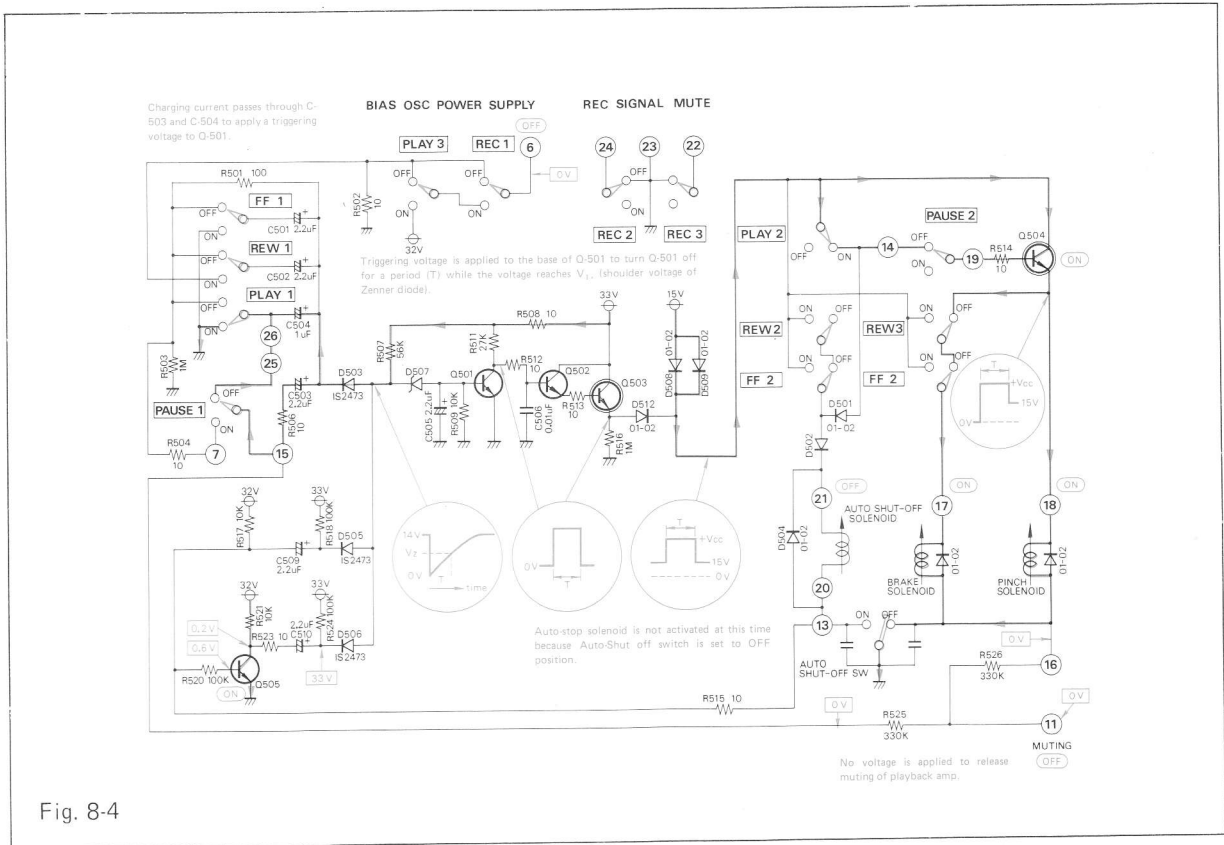 Charging current passes through C-
503 and C-504 to apply a triggering
voltage to Q-501.
BIAS OSC POWER SUPPLY
REC SIGNAL MUTE
OFF
PLAY 3
REC 1
6
0V
OFF
OFF
ON
ON
32V
24
23
22
OFF
ON
ON
REC 2
REC 3
R501 100
R502
10
FF 1
OFF
ON
C501 2.2uF
REW 1
OFF
ON
C502 2.2uF
PLAY 1
OFF
ON
C504
1uF
26
25
R503
1M
C503
2.2uF
R506
10
PAUSE 1
OFF
ON
R504
10
7
15
Triggering voltage is applied to the base of Q-501 to turn Q-501 off
for a period (T) while the voltage reaches V₁, (shoulder voltage of
Zenner diode).
33V
15V
R508 10
R507
56K
R511
27K
R512
10
D503
IS2473
D507
Q501
Q502
Q503
C505 2.2uF
R509 10K
C506
0.01uF
R513
10
R516
1M
D512
01-02
01-02
D508
01-02
D509
PLAY 2
OFF
ON
14
PAUSE 2
OFF
ON
19
R514
10
Q504
ON
REW2
ON
OFF
REW3
ON
OFF
FF 2
ON
OFF
FF 2
ON
OFF
D501
01-02
D502
T
+Vcc
0V
15V
21
OFF
17
ON
18
ON
AUTO SHUT-OFF
SOLENOID
D504
01-02
20
BRAKE
SOLENOID
01-02
PINCH
SOLENOID
01-02
13
ON
OFF
AUTO
SHUT-OFF SW
0V
R526
330K
16
32V
33V
R517 10K
R518 100K
D505
IS2473
C509
2.2uF
32V
33V
R521
10K
R524 100K
0.2V
0.6V
R523 10
2.2uF
C510
D506
IS2473
R520 100K
Q505
ON
33V
14V
Vz
0V
T
time
0V
T
T
+Vcc
15V
0V
Auto-stop solenoid is not activated at this time
because Auto-Shut off switch is set to OFF
position.
R515 10
0V
R525
330K
0V
11
MUTING
OFF
No voltage is applied to release
muting of playback amp.
Fig. 8-4